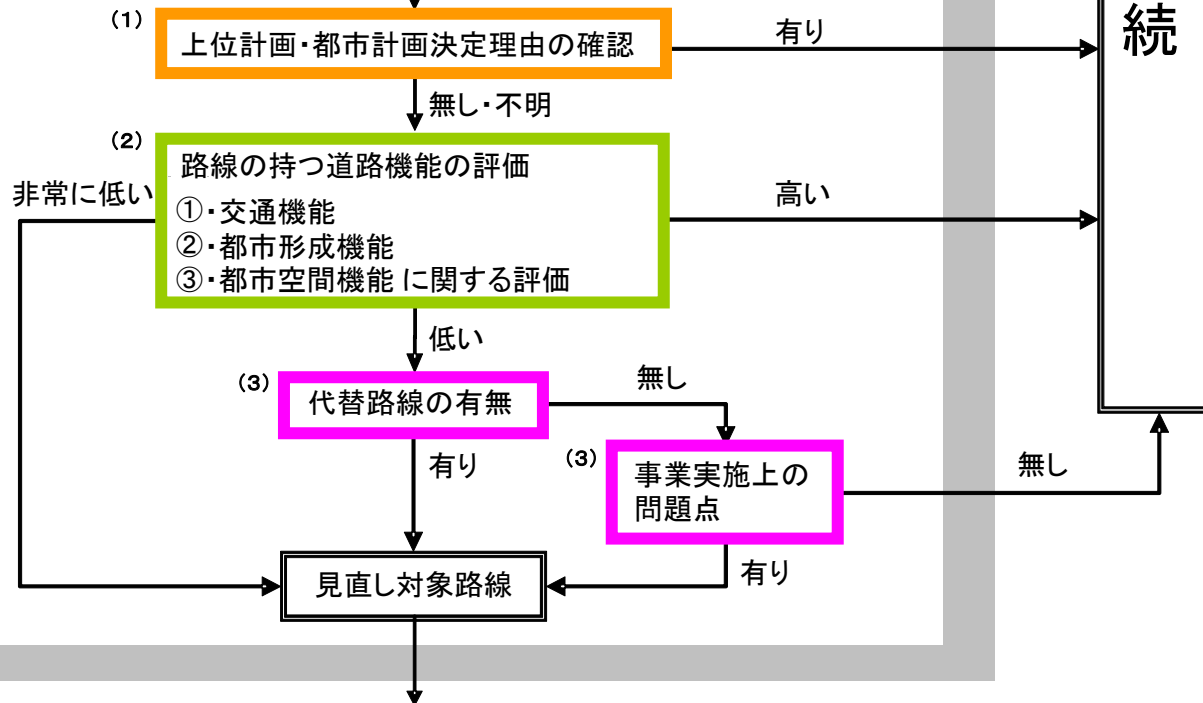 続
(1)
上位計画・都市計画決定理由の確認
有り
無し・不明
(2)
路線の持つ道路機能の評価
①・交通機能
②・都市形成機能
③・都市空間機能 に関する評価
非常に低い
高い
低い
(3)
代替路線の有無
無し
有り
(3)
事業実施上の
問題点
無し
有り
見直し対象路線